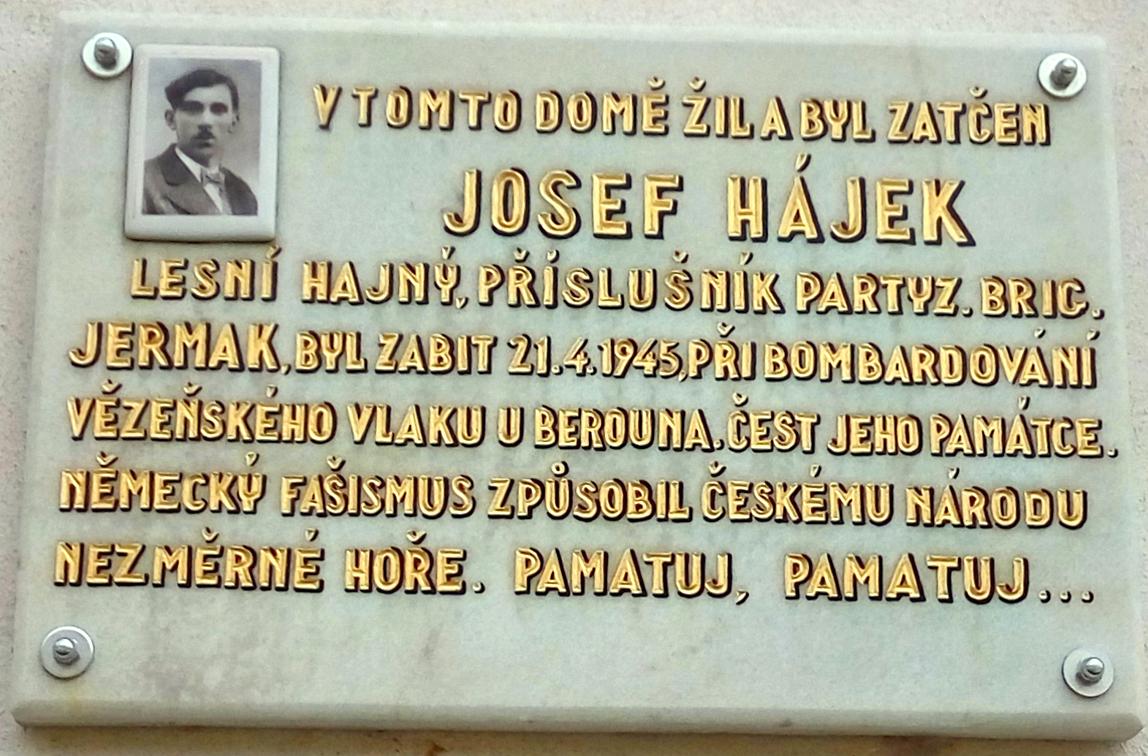 V TOMTO DOMĚ ŽIL A BYL ZATČEN
JOSEF HÁJEK
LESNÍ HAJNÝ, PŘÍSLUŠNÍK PARTYZ. BRIG.
JERMAK, BYL ZABIT 21.4.1945, PŘI BOMBARDOVÁNÍ
VĚZEŇSKÉHO VLAKU U BEROUNA. ČEST JEHO PAMÁTCE.
NĚMECKÝ FAŠISMUS ZPŮSOBIL ČESKÉMU NÁRODU
NEZMĚRNÉ HOŘE. PAMATUJ, PAMATUJ...